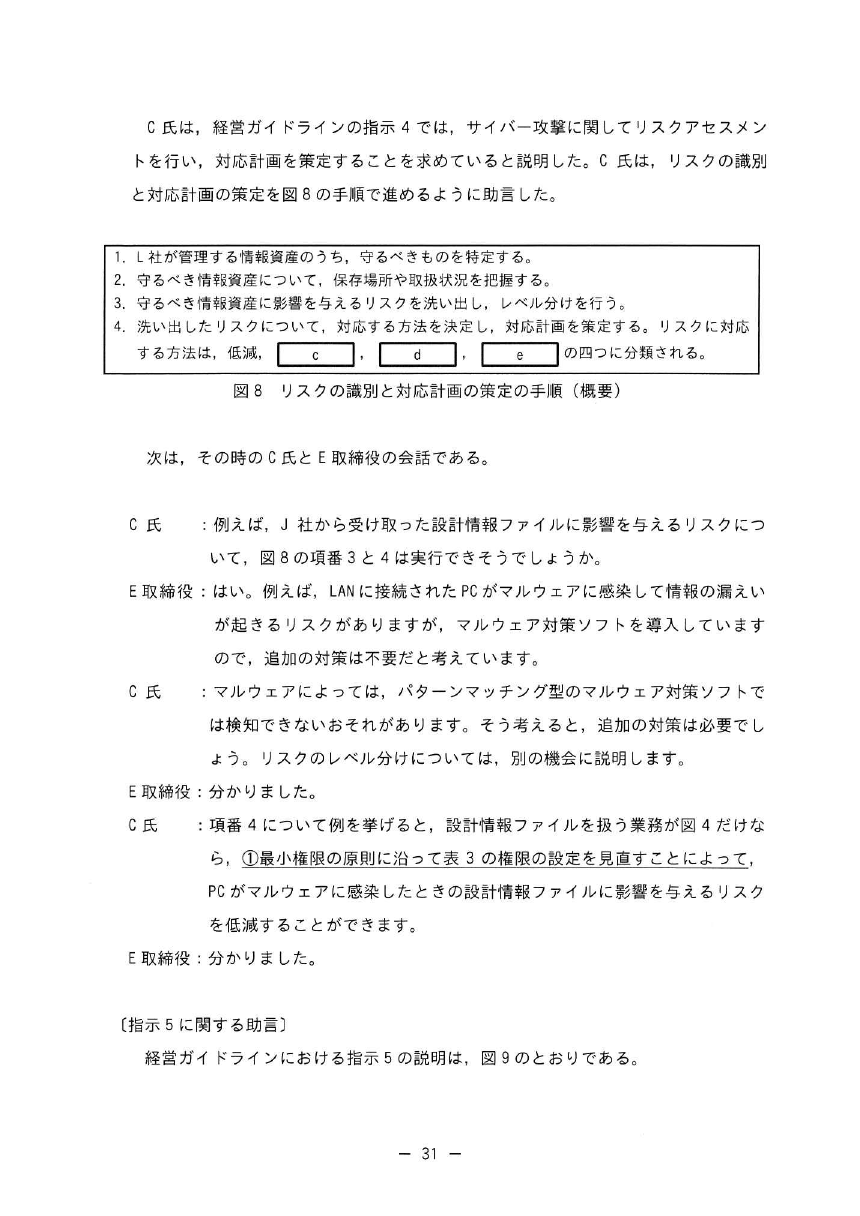 C 氏は，経営ガイドラインの指示 4 では，サイバー攻撃に関してリスクアセスメン
トを行い，対応計画を策定することを求めていると説明した。C 氏は，リスクの識別
と対応計画の策定を図 8 の手順で進めるように助言した。
1. L 社が管理する情報資産のうち，守るべきものを特定する。
2. 守るべき情報資産について，保存場所や取扱状況を把握する。
3. 守るべき情報資産に影響を与えるリスクを洗い出し，レベル分けを行う。
4. 洗い出したリスクについて，対応する方法を決定し，対応計画を策定する。リスクに対応
する方法は，低減， c ， d ， e の四つに分類される。
図 8 リスクの識別と対応計画の策定の手順（概要）
次は，その時の C 氏と E 取締役の会話である。
C 氏 ：例えば，J 社から受け取った設計情報ファイルに影響を与えるリスクにつ
いて，図 8 の項番 3 と 4 は実行できそうでしょうか。
E 取締役：はい。例えば，LAN に接続された PC がマルウェアに感染して情報の漏えい
が起きるリスクがありますが，マルウェア対策ソフトを導入しています
ので，追加の対策は不要だと考えています。
C 氏 ：マルウェアによっては，パターンマッチング型のマルウェア対策ソフトで
は検知できないおそれがあります。そう考えると，追加の対策は必要でし
ょう。リスクのレベル分けについては，別の機会に説明します。
E 取締役：分かりました。
C 氏 ：項番 4 について例を挙げると，設計情報ファイルを扱う業務が図 4 だけな
ら，①最小権限の原則に沿って表 3 の権限の設定を見直すことによって，
PC がマルウェアに感染したときの設計情報ファイルに影響を与えるリスク
を低減することができます。
E 取締役：分かりました。
〔指示 5 に関する助言〕
経営ガイドラインにおける指示 5 の説明は，図 9 のとおりである。
－ 31 －